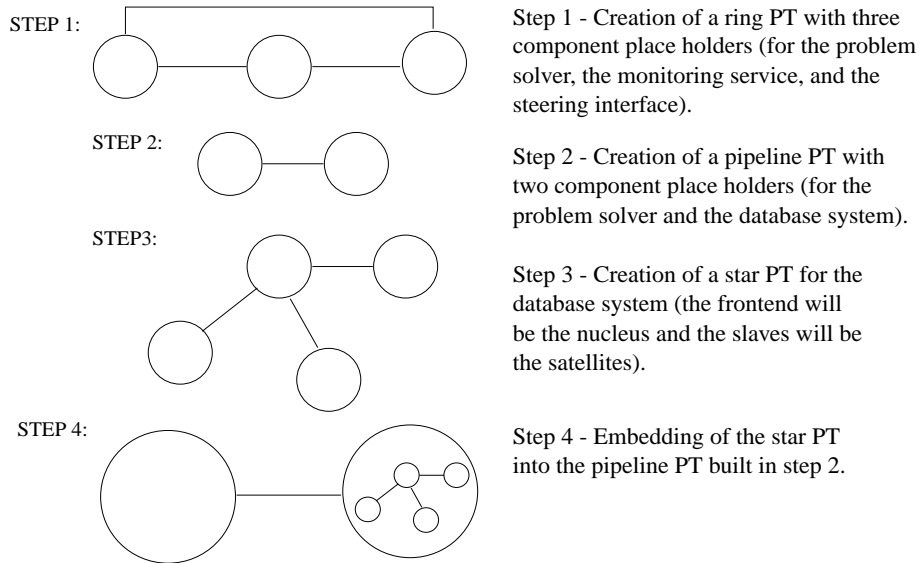 STEP 1:
Step 1 - Creation of a ring PT with three
component place holders (for the problem
solver, the monitoring service, and the
steering interface).
STEP 2:
Step 2 - Creation of a pipeline PT with
two component place holders (for the
problem solver and the database system).
STEP3:
Step 3 - Creation of a star PT for the
database system (the frontend will
be the nucleus and the slaves will be
the satellites).
STEP 4:
Step 4 - Embedding of the star PT
into the pipeline PT built in step 2.